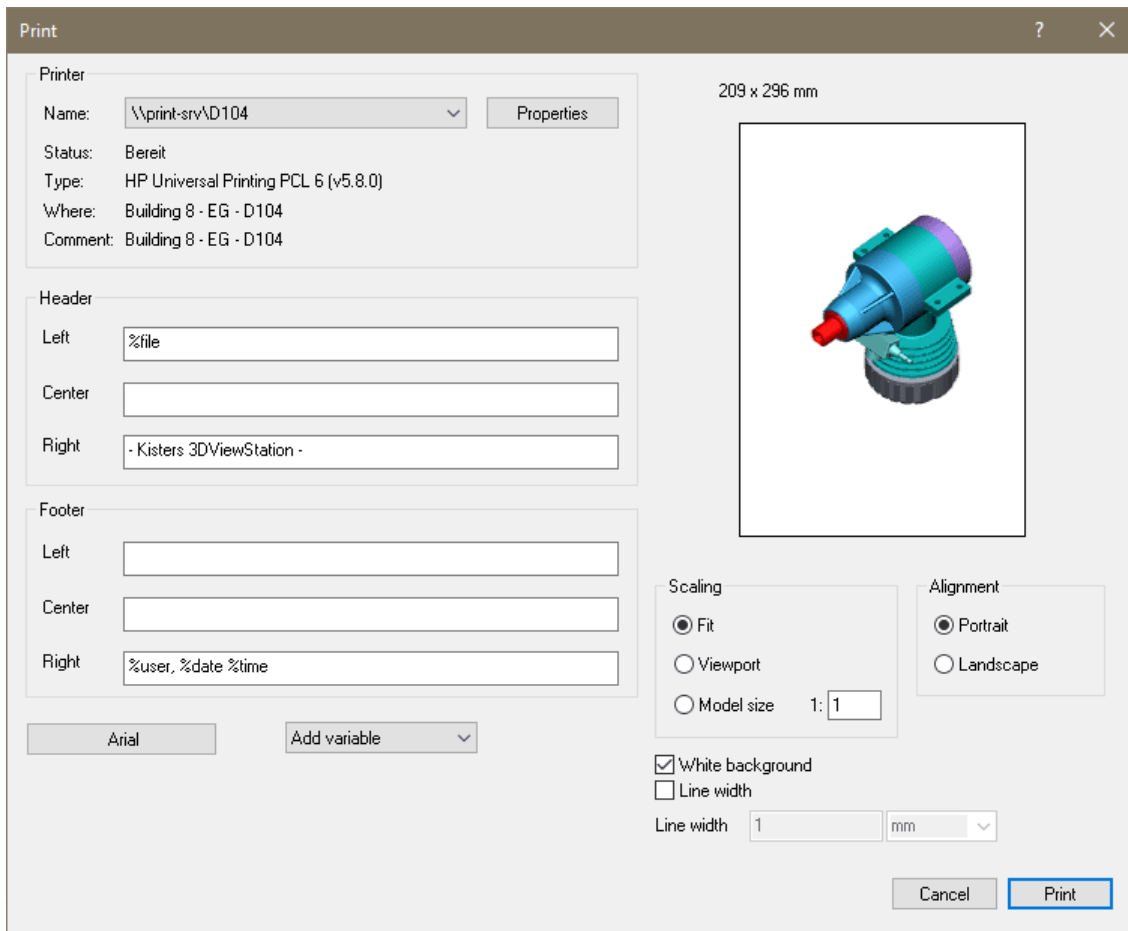 Print
?
Printer
Name: \\print-srv\D104 Properties
Status: Bereit
Type: HP Universal Printing PCL 6 (v5.8.0)
Where: Building 8 - EG - D104
Comment: Building 8 - EG - D104
Header
Left %file
Center
Right - Kisters 3DViewStation -
Footer
Left
Center
Right %user, %date %time
Arial Add variable
209 x 296 mm
Scaling
Fit
Viewport
Model size 1: 1
Alignment
Portrait
Landscape
White background
Line width
Line width 1 mm
Cancel Print